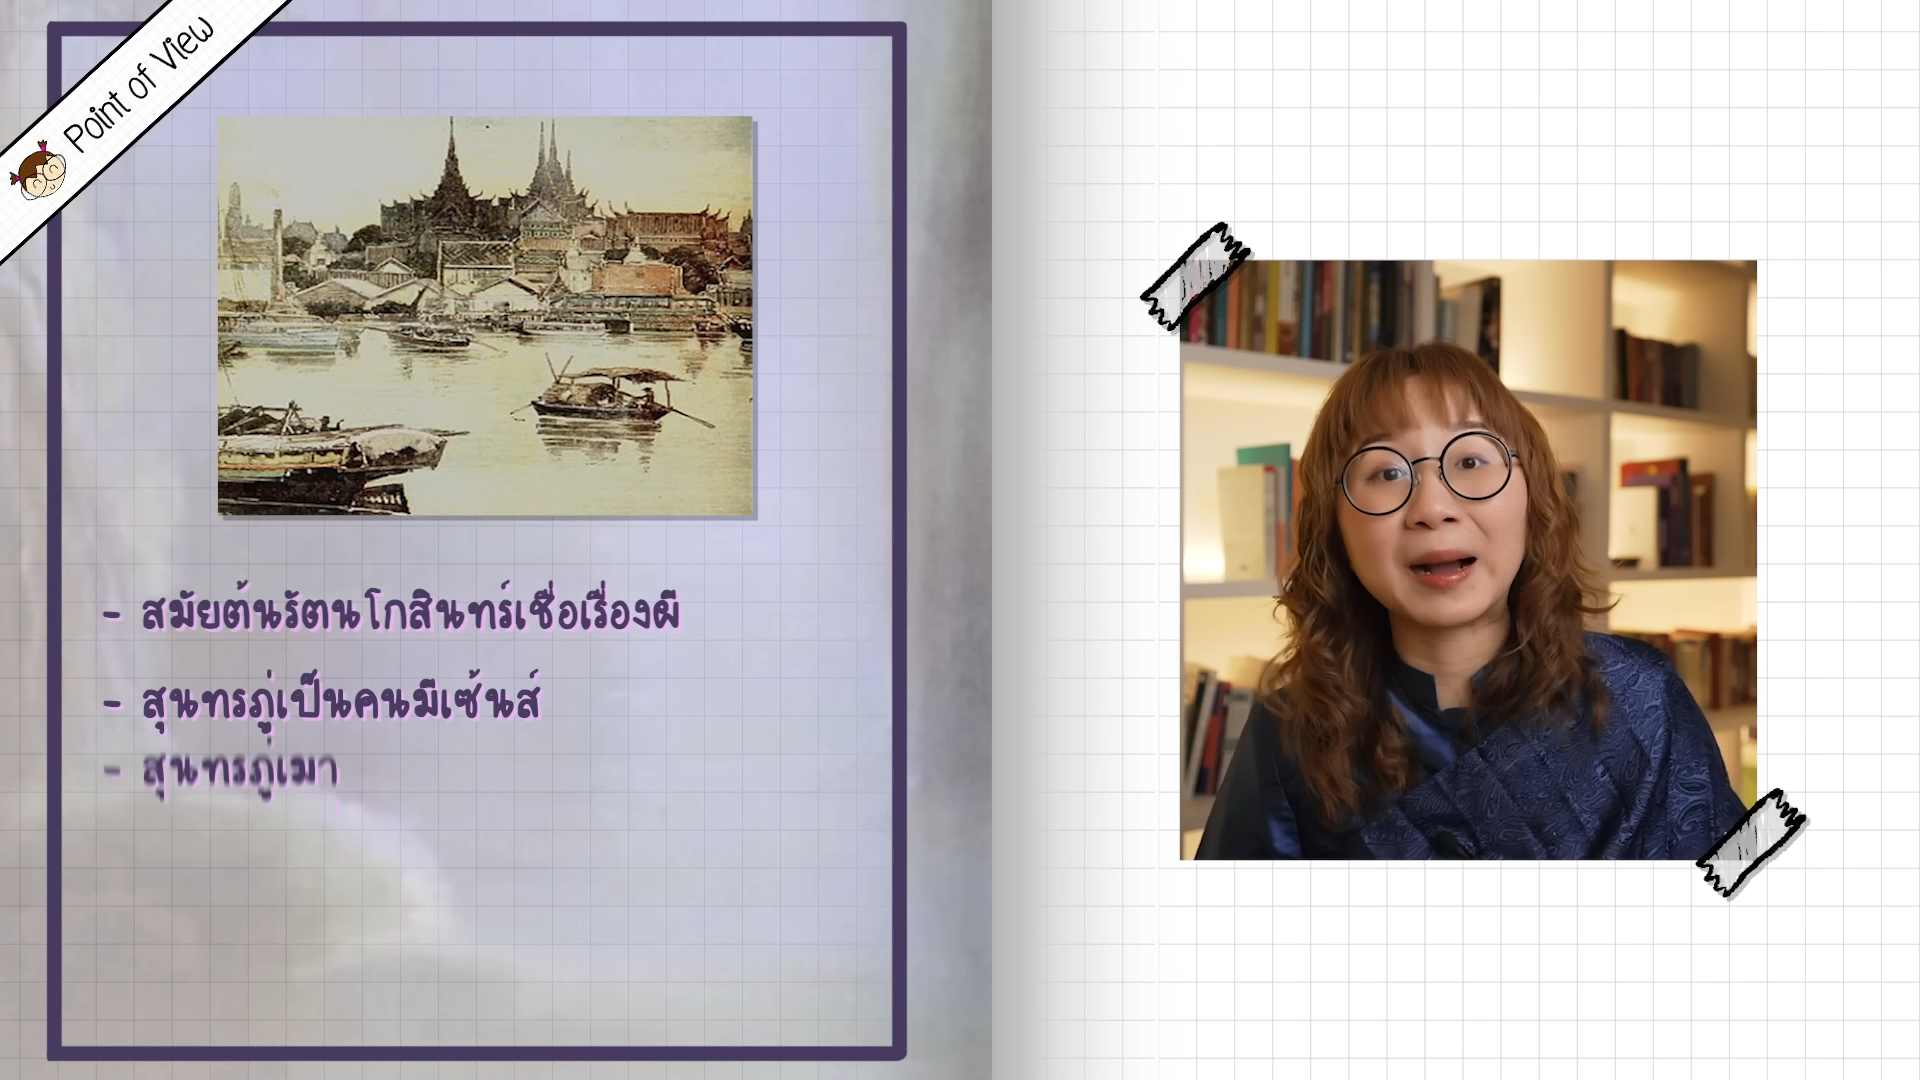 Point of View
- สมัยต้นรัตนโกสินทร์เชื่อเรื่องผี
- สุนทรภู่เป็นคนมีเซ้นส์
- สุนทรภู่เมา